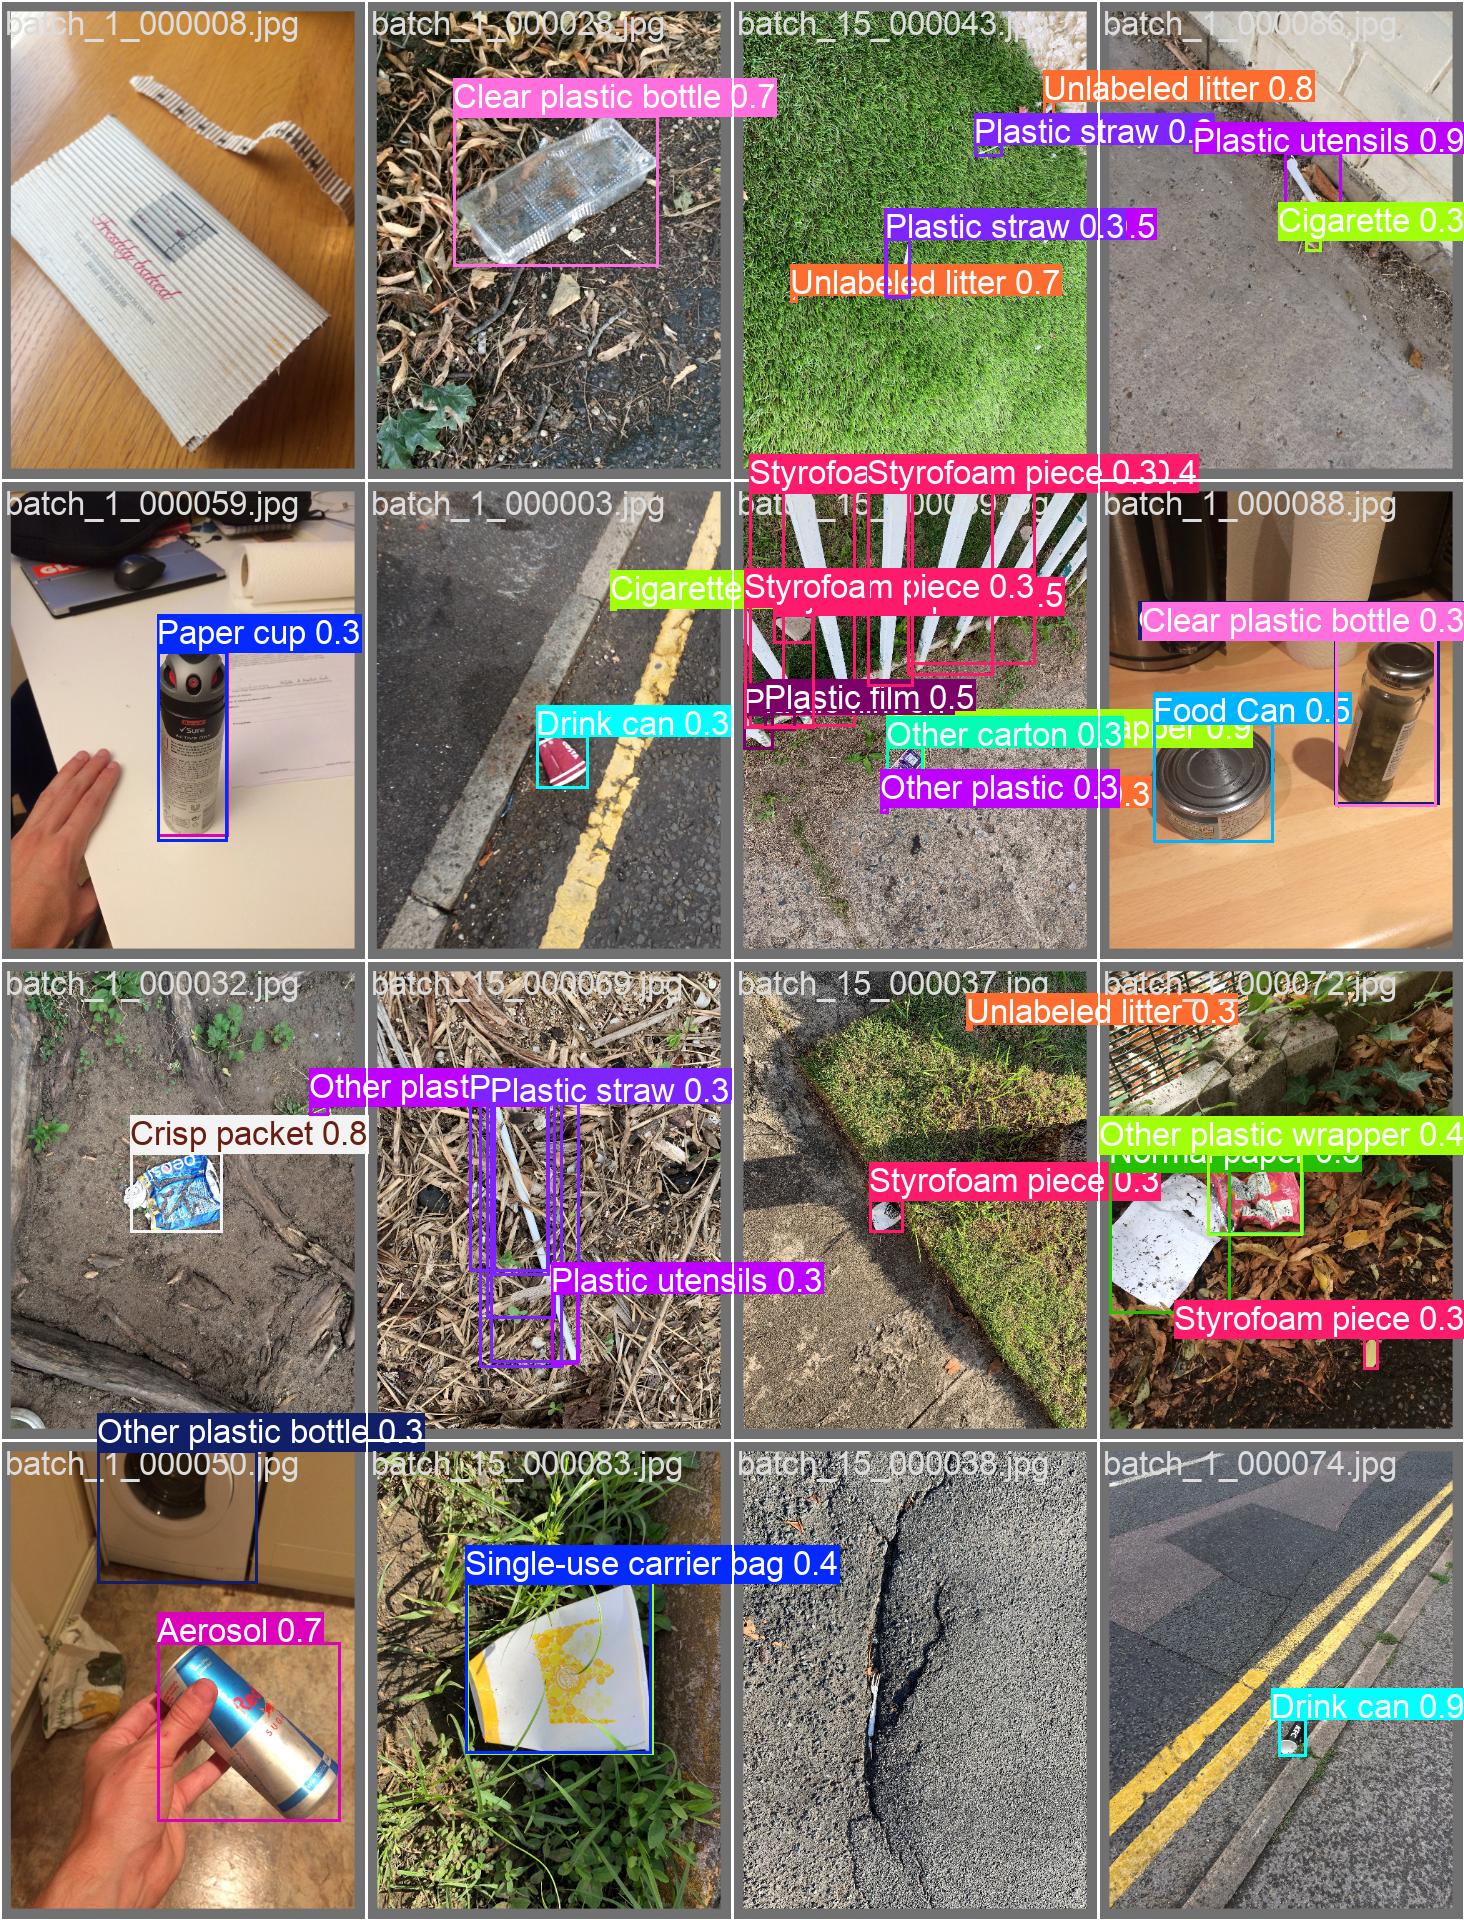 batch_1_000008.jpg
batch_1_000028.jpg
batch_15_000043.jpg
batch_1_000086.jpg
Freshly baked
Clear plastic bottle 0.7
Unlabeled litter 0.8
Plastic straw 0.
Plastic utensils 0.9
Plastic straw 0.3
.5
Cigarette 0.3
Unlabeled litter 0.7
batch_1_000059.jpg
batch_1_000003.jpg
Styrofoa
Styrofoam piece 0.3
0.4
batch_1_000088.jpg
Paper cup 0.3
Sure
Cigarette
Drink can 0.3
Styrofoam piece 0.3
.5
Plastic film 0.5
Other carton 0.3
apper 0.9
Other plastic 0.3
.3
Clear plastic bottle 0.3
Food Can 0.5
batch_1_000032.jpg
batch_15_000069.jpg
batch_15_000037.jpg
batch_1_000072.jpg
Other plast
Crisp packet 0.8
Plastic straw 0.3
Plastic utensils 0.3
Unlabeled litter 0.3
Styrofoam piece 0.3
Other plastic wrapper 0.4
Normal paper
Styrofoam piece 0.3
Other plastic bottle 0.3
batch_1_000050.jpg
batch_15_000083.jpg
batch_15_000038.jpg
batch_1_000074.jpg
Aerosol 0.7
Single-use carrier bag 0.4
Drink can 0.9